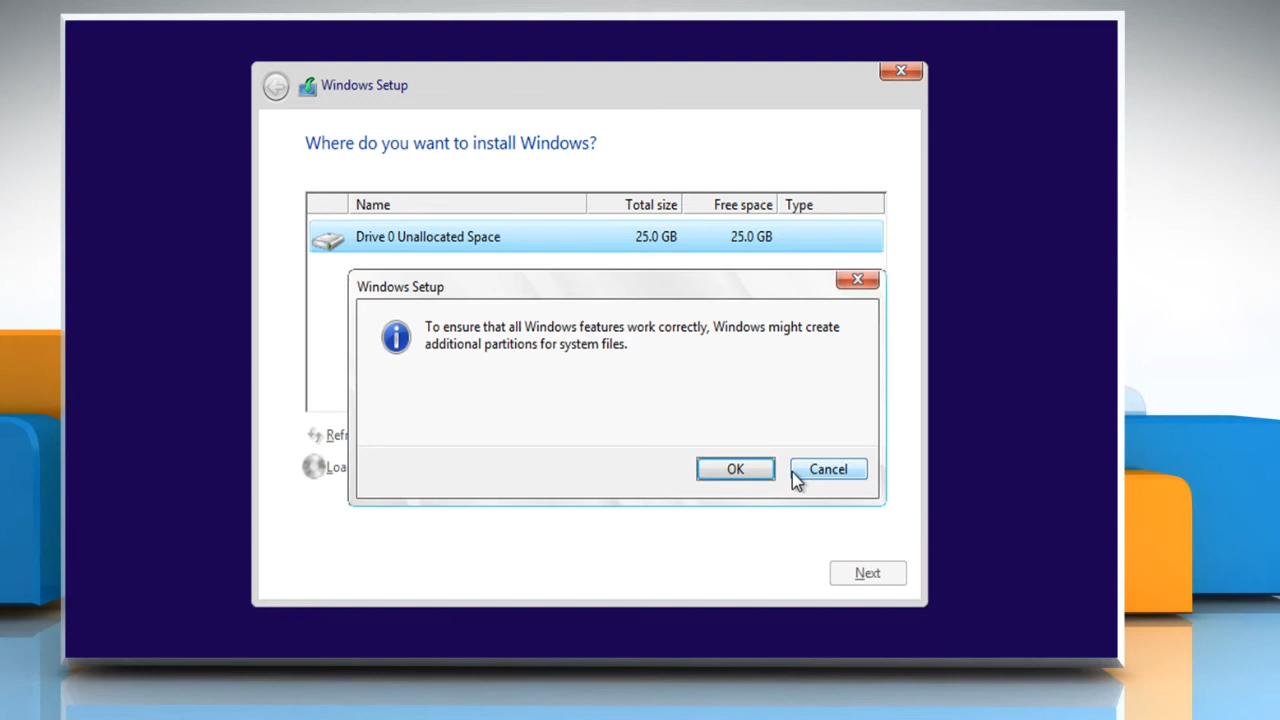 Windows Setup
Where do you want to install Windows?
Name Total size Free space Type
Drive 0 Unallocated Space 25.0 GB 25.0 GB
Windows Setup
To ensure that all Windows features work correctly, Windows might create
additional partitions for system files.
OK Cancel
Next